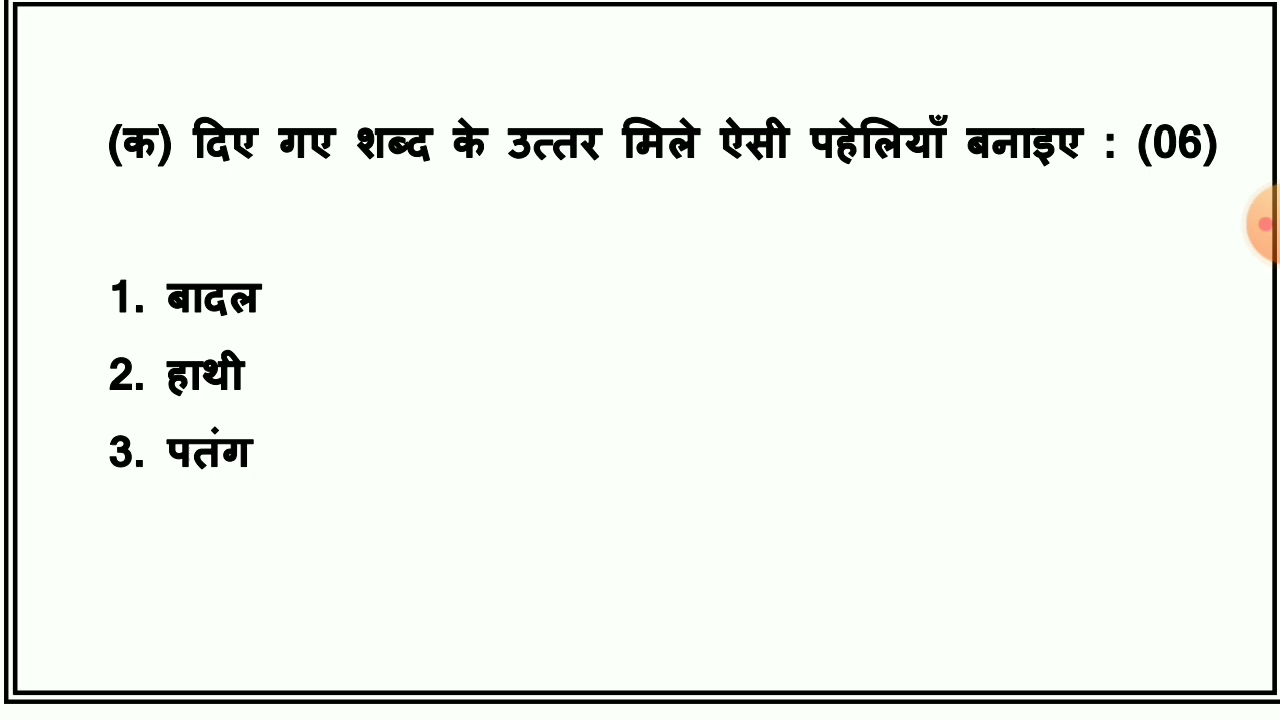 (क) दिए गए शब्द के उत्तर मिले ऐसी पहेलियाँ बनाइए : (06)
1. बादल
2. हाथी
3. पतंग